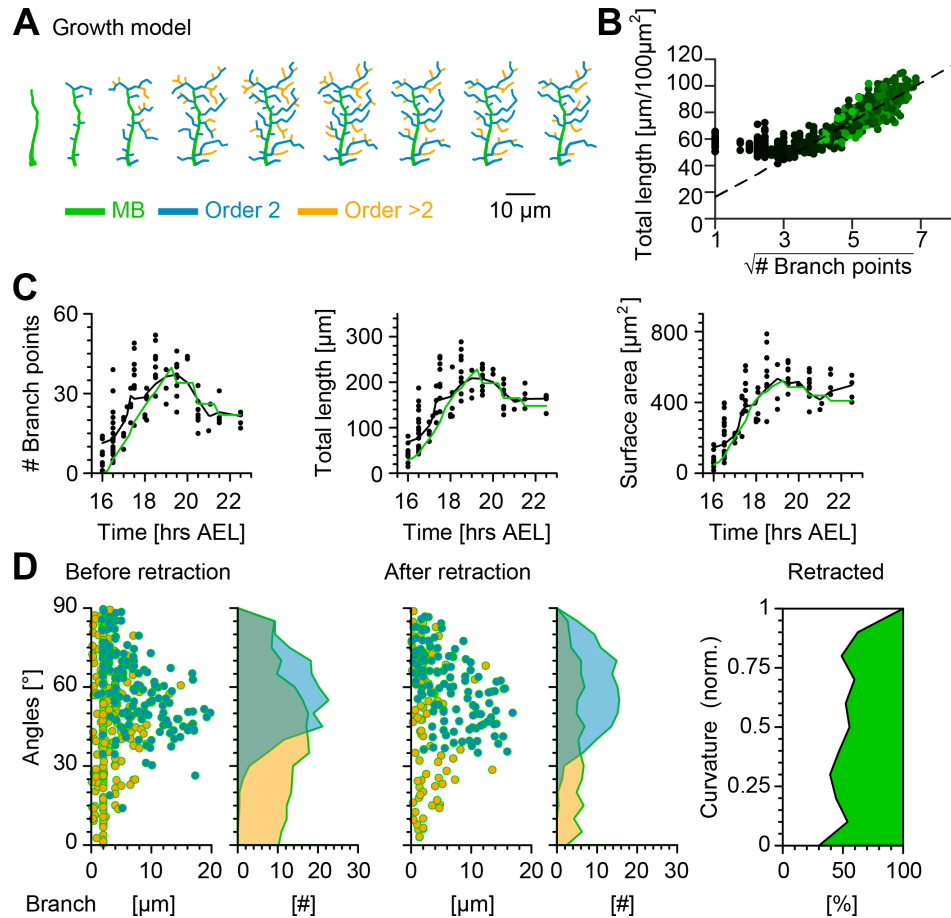 A Growth model
MB Order 2 Order >2 10 µm
B
Total length [µm/100µm²]
120
100
80
60
40
20
0
1 3 5 7
√# Branch points
C
# Branch points
60
30
0
16 18 20 22
Time [hrs AEL]
Total length [µm]
300
200
100
0
16 18 20 22
Time [hrs AEL]
Surface area [µm²]
800
400
0
16 18 20 22
Time [hrs AEL]
D
Before retraction After retraction Retracted
Angles [°]
90
60
30
0
0 10 20
0 10 20 30
0 10 20
0 10 20 30
Curvature (norm.)
1
0.75
0.5
0.25
0
0 50 100
Branch [µm] [#] [µm] [#] [%]